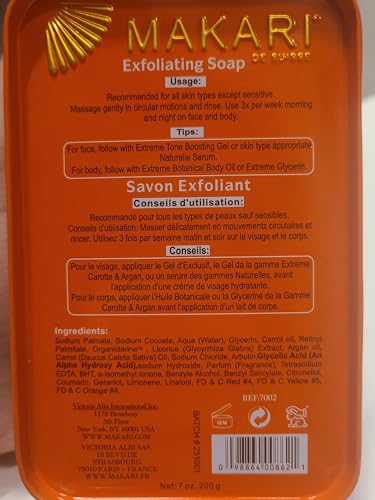 MAKARI®
DE SUISSE
Exfoliating Soap
Usage:
Recommended for all skin types except sensitive.
Massage gently in circular motions and rinse. Use 3x per week morning
and night on face and body.
Tips:
For face, follow with Extreme Tone Boosting Gel or skin type appropriate
Naturalle Serum.
For body, follow with Extreme Botanical Body Oil or Extreme Glycerin.
Savon Exfoliant
Conseils d'utilisation:
Recommandé pour tous les types de peaux sauf sensibles.
Conseils d'utilisation: Masser délicatement en mouvements circulaires et
rincer. Utilisez 3 fois par semaine matin et soir sur le visage et le corps.
Conseils:
Pour le visage, appliquer le Gel d'Exclusif, le Gel da la gamme Extreme
Carotte & Argan, ou un serum des gammes Naturelles, avant
l'application d'une crème de visage hydratante.
Pour le corps, appliquer l'Huile Botanicale ou la Glycerine de la Gamme
Carotte & Argan avant l'application d'un lait de corps.
Ingredients:
Sodium Palmate, Sodium Cocoate, Aqua (Water), Glycerin, Carrot oil, Retinyl
Palmitate, Organiclarine™, Licorice (Glycyrrhiza Glabra) Extract, Argan oil,
Carrot (Daucus Calota Sativa) Oil, Sodium Chloride, Arbutin,Glycolic Acid (An
Alpha Hydroxy Acid),sodium Hydroxide, Parfum (Fragrance), Tetrasodium
EDTA, BHT, a-Isomethyl ionone, Benzyle Alcohol, Benzyl Salicylate, Citronellol,
Coumarin, Geraniol, Limonene, Linalool, FD & C Red #4, FD & C Yellow #5,
FD & C Orange #4.
Victoria Albi International Inc.
1178 Broadway
Floor
New York, NY 10001 USA
WWW.MAKARI.COM
VICTORIA ALBI SAS.
18 BLVD DE
STRASBOURG
75010 PARIS - FRANCE
WWW.MAKARI.FR
BATCH # 231001
REF:7002
12M
0 98864 00862 1
Net. 7 oz. 200 g